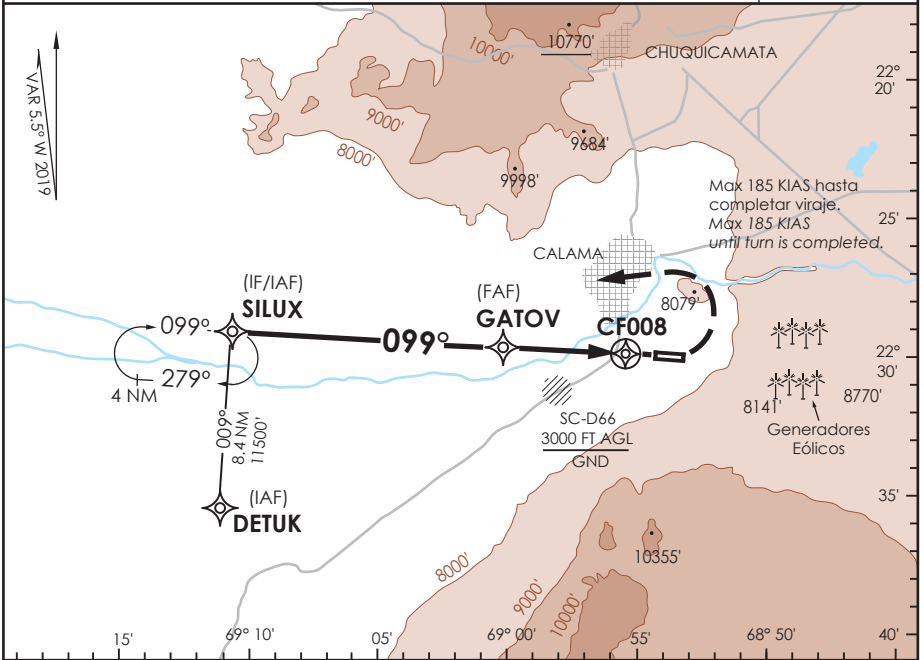 10770'
10000'
CHUQUICAMATA
22°
20'
VAR 5.5° W 2019
9000'
8000'
9684'
9998'
Max 185 KIAS hasta
completar viraje.
Max 185 KIAS
until turn is completed.
25'
CALAMA
(IF/IAF)
SILUX
(FAF)
GATOV
8079'
CF008
099°
099°
279°
4 NM
22°
30'
009°
8.4 NM
11500'
SC-D66
3000 FT AGL
GND
8141'
8770'
Generadores
Eólicos
(IAF)
DETUK
35'
10355'
8000'
9000'
10000'
15'
69° 10'
05'
69° 00'
55'
68° 50'
40'